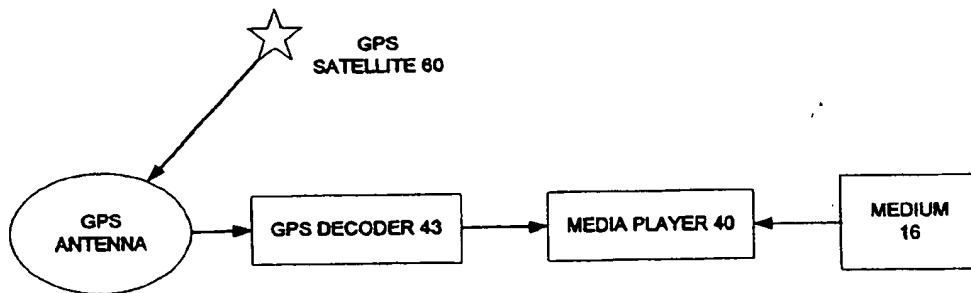 GPS
SATELLITE 60
GPS
ANTENNA
GPS DECODER 43
MEDIA PLAYER 40
MEDIUM
16